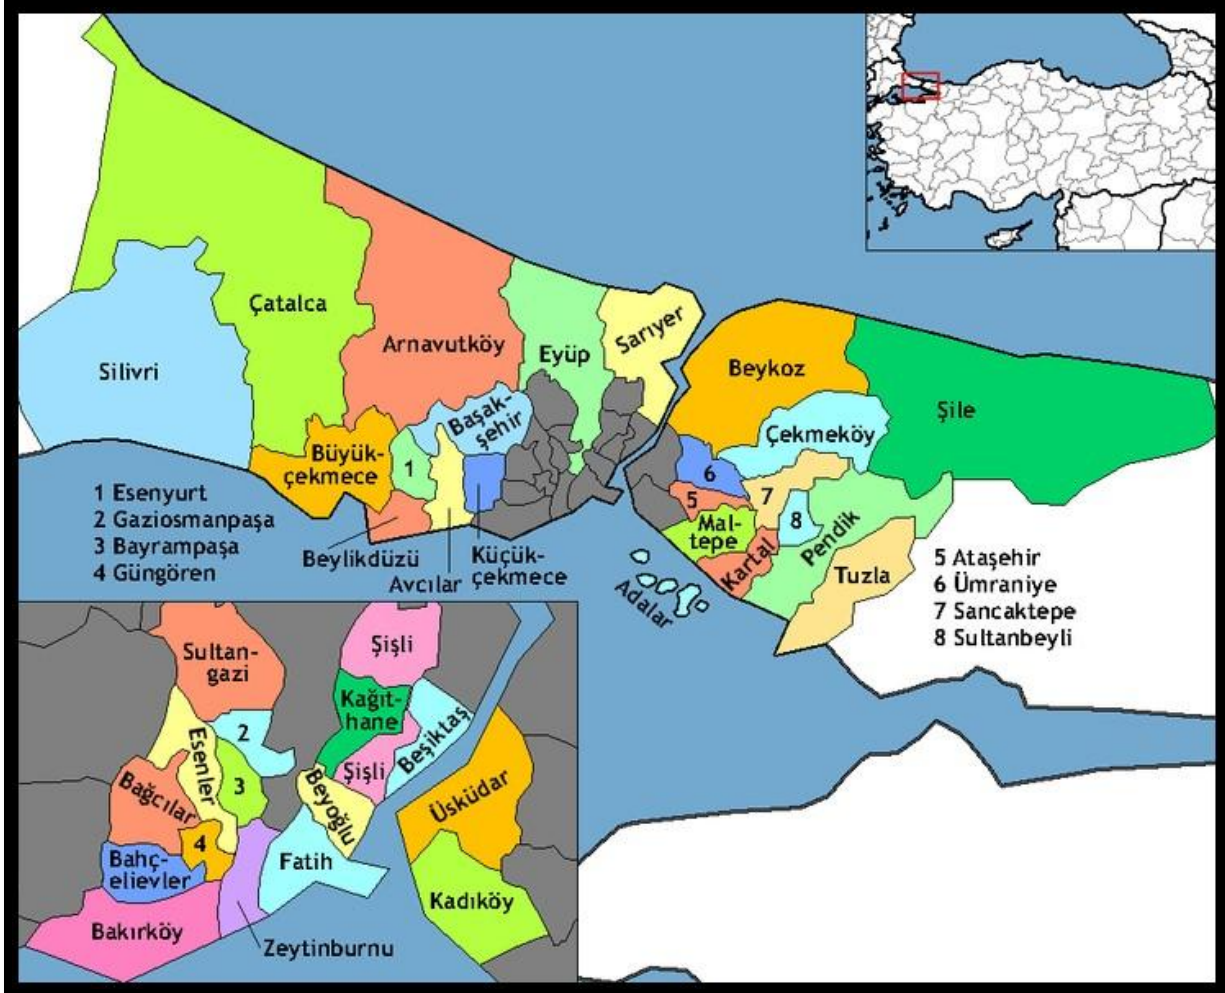 Çatalca
Silivri
Arnavutköy
Eyüp
Sarıyer
Beykoz
Şile
Başak-
şehir
Çekmeköy
Büyük-
çekmece
1
6
5
7
8
Mal-
tepe
Kartal
Pendik
Tuzla
Adalar
Beylikdüzü
Avcılar
Küçük-
çekmece
1 Esenyurt
2 Gaziosmanpaşa
3 Bayrampaşa
4 Güngören
5 Ataşehir
6 Ümraniye
7 Sancaktepe
8 Sultanbeyli
Sultan-
gazi
Şişli
Kağıt-
hane
Beşiktaş
Şişli
Beyoğlu
2
Esenler
3
Bağcılar
4
Bahç-
elievler
Fatih
Üsküdar
Kadıköy
Bakırköy
Zeytinburnu